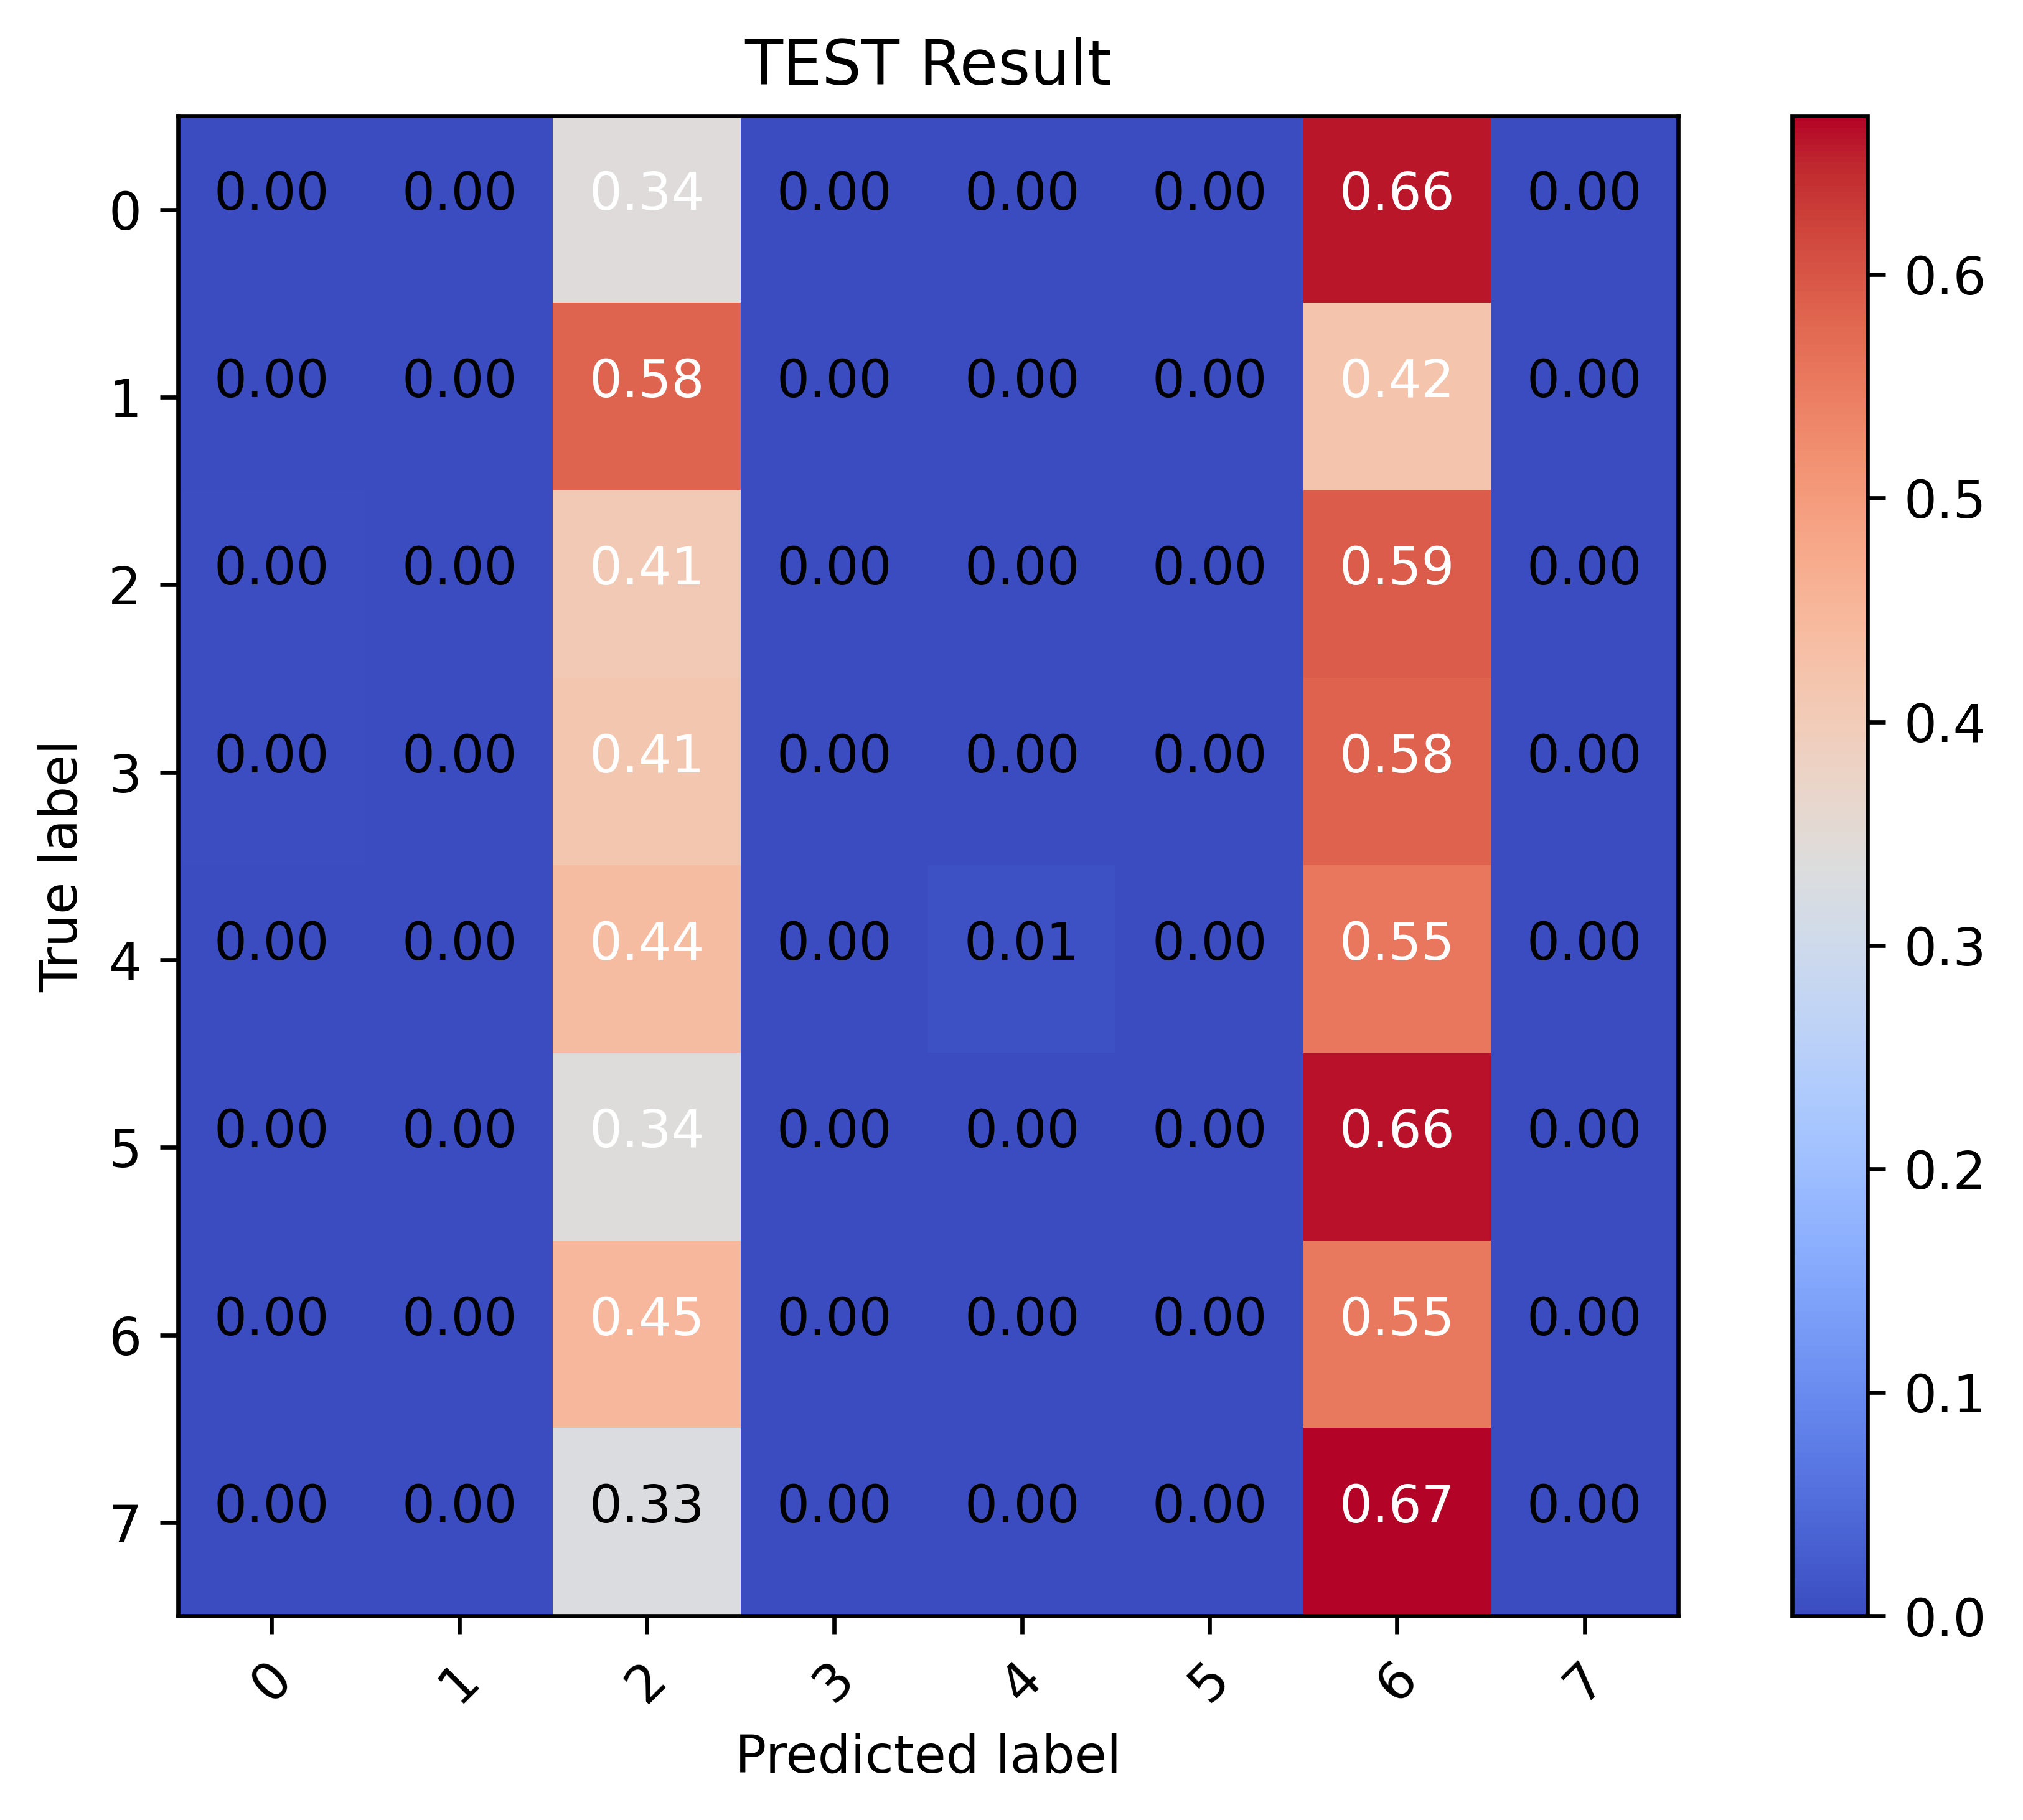 TEST Result
0 0.00 0.00 0.34 0.00 0.00 0.00 0.66 0.00
1 0.00 0.00 0.58 0.00 0.00 0.00 0.42 0.00
2 0.00 0.00 0.41 0.00 0.00 0.00 0.59 0.00
3 0.00 0.00 0.41 0.00 0.00 0.00 0.58 0.00
4 0.00 0.00 0.44 0.00 0.01 0.00 0.55 0.00
5 0.00 0.00 0.34 0.00 0.00 0.00 0.66 0.00
6 0.00 0.00 0.45 0.00 0.00 0.00 0.55 0.00
7 0.00 0.00 0.33 0.00 0.00 0.00 0.67 0.00
0 1 2 3 4 5 6 7
Predicted label
True label
0.6
0.5
0.4
0.3
0.2
0.1
0.0